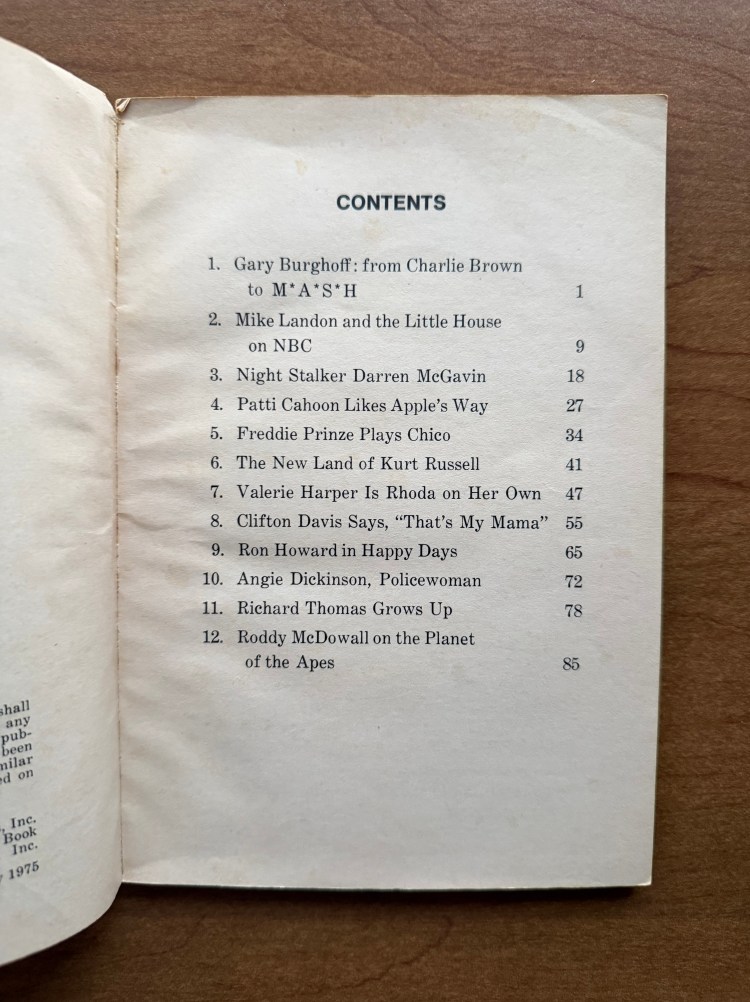 shall
any
pub-
been
milar
ed on
, Inc.
Book
Inc.
1975
CONTENTS
1. Gary Burghoff: from Charlie Brown
to M*A*S*H 1
2. Mike Landon and the Little House
on NBC 9
3. Night Stalker Darren McGavin 18
4. Patti Cahoon Likes Apple's Way 27
5. Freddie Prinze Plays Chico 34
6. The New Land of Kurt Russell 41
7. Valerie Harper Is Rhoda on Her Own 47
8. Clifton Davis Says, "That's My Mama" 55
9. Ron Howard in Happy Days 65
10. Angie Dickinson, Policewoman 72
11. Richard Thomas Grows Up 78
12. Roddy McDowall on the Planet
of the Apes 85